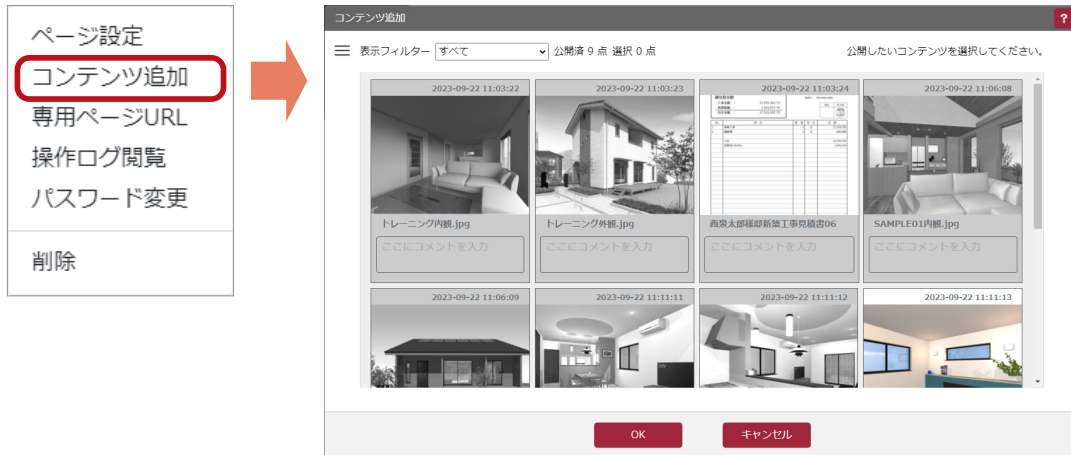 ページ設定
コンテンツ追加
専用ページURL
操作ログ閲覧
パスワード変更
削除
コンテンツ追加
?
表示フィルター すべて 公開済 9 点 選択 0 点
公開したいコンテンツを選択してください。
2023-09-22 11:03:22
2023-09-22 11:03:23
2023-09-22 11:03:24
2023-09-22 11:06:08
トレーニング内観.jpg
トレーニング外観.jpg
西泉太郎様邸新築工事見積書06
SAMPLE01内観.jpg
ここにコメントを入力
ここにコメントを入力
ここにコメントを入力
ここにコメントを入力
2023-09-22 11:06:09
2023-09-22 11:11:11
2023-09-22 11:11:12
2023-09-22 11:11:13
OK
キャンセル